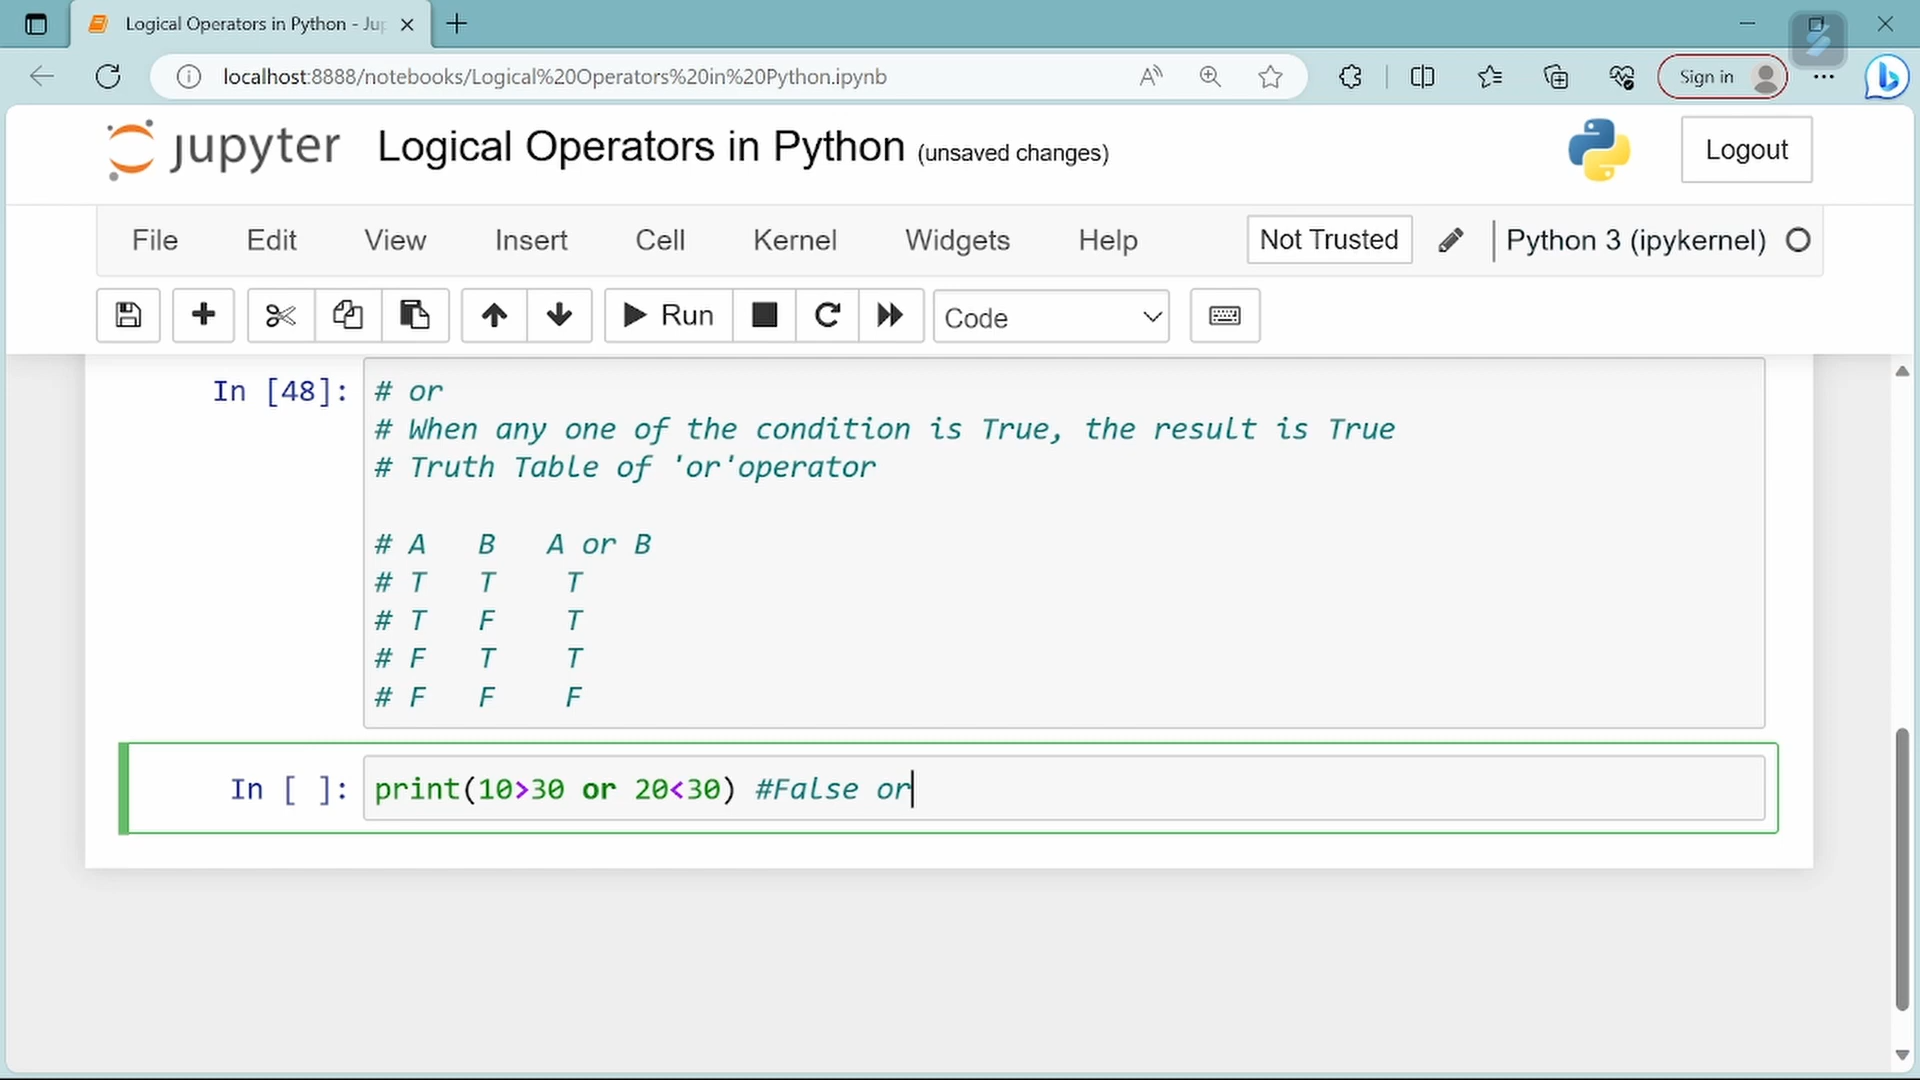 Logical Operators in Python - Jup
localhost:8888/notebooks/Logical%20Operators%20in%20Python.ipynb
Sign in
jupyter Logical Operators in Python (unsaved changes)
Logout
File Edit View Insert Cell Kernel Widgets Help Not Trusted Python 3 (ipykernel)
Run Code
In [48]: # or
# When any one of the condition is True, the result is True
# Truth Table of 'or'operator
# A B A or B
# T T T
# T F T
# F T T
# F F F
In [ ]: print(10>30 or 20<30) #False or